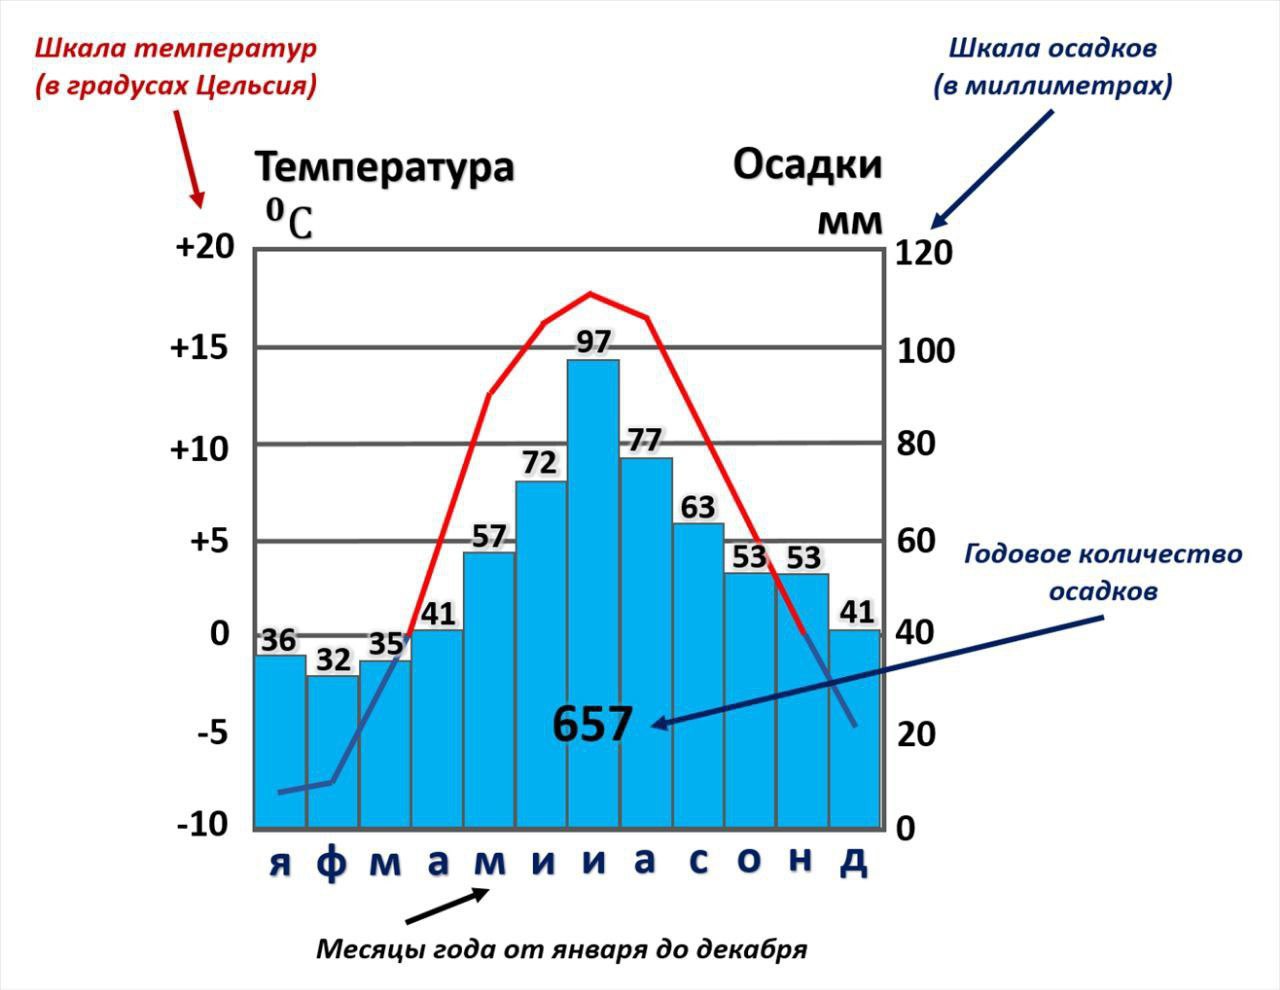 Шкала температур
(в градусах Цельсия)
Шкала осадков
(в миллиметрах)
Температура
⁰C
Осадки
мм
+20
+15
+10
+5
0
-5
-10
120
100
80
60
40
20
0
36
32
35
41
57
72
97
77
63
53
53
41
657
Годовое количество
осадков
я ф м а м и и а с о н д
Месяцы года от января до декабря